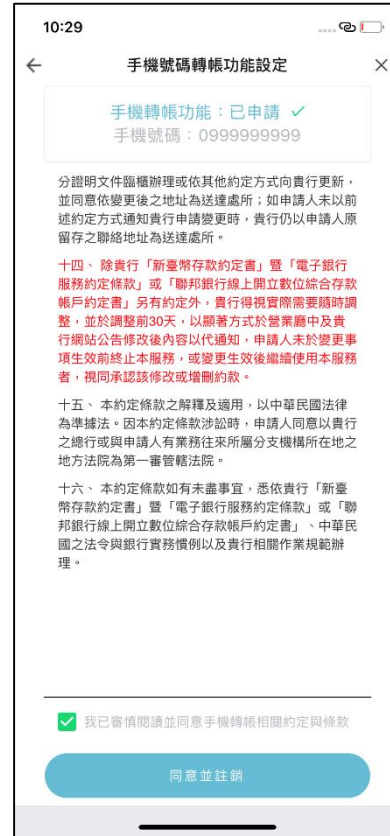 10:29
手機號碼轉帳功能設定
手機轉帳功能：已申請
手機號碼：0999999999
分證明文件臨櫃辦理或依其他約定方式向貴行更新，
並同意依變更後之地址為送達處所；如申請人未以前
述約定方式通知貴行申請變更時，貴行仍以申請人原
留存之聯絡地址為送達處所。
十四、 除貴行「新臺幣存款約定書」暨「電子銀行
服務約定條款」或「聯邦銀行線上開立數位綜合存款
帳戶約定書」另有約定外，貴行得視實際需要隨時調
整，並於調整前30天，以顯著方式於營業廳中及貴
行網站公告修改後內容以代通知，申請人未於變更事
項生效前終止本服務，或變更生效後繼續使用本服務
者，視同承認該修改或增刪約款。
十五、 本約定條款之解釋及適用，以中華民國法律
為準據法。因本約定條款涉訟時，申請人同意以貴行
之總行或與申請人有業務往來所屬分支機構所在地之
地方法院為第一審管轄法院。
十六、 本約定條款如有未盡事宜，悉依貴行「新臺
幣存款約定書」暨「電子銀行服務約定條款」或「聯
邦銀行線上開立數位綜合存款帳戶約定書」、中華民
國之法令與銀行實務慣例以及貴行相關作業規範辦
理。
我已審慎閱讀並同意手機轉帳相關約定與條款
同意並註銷